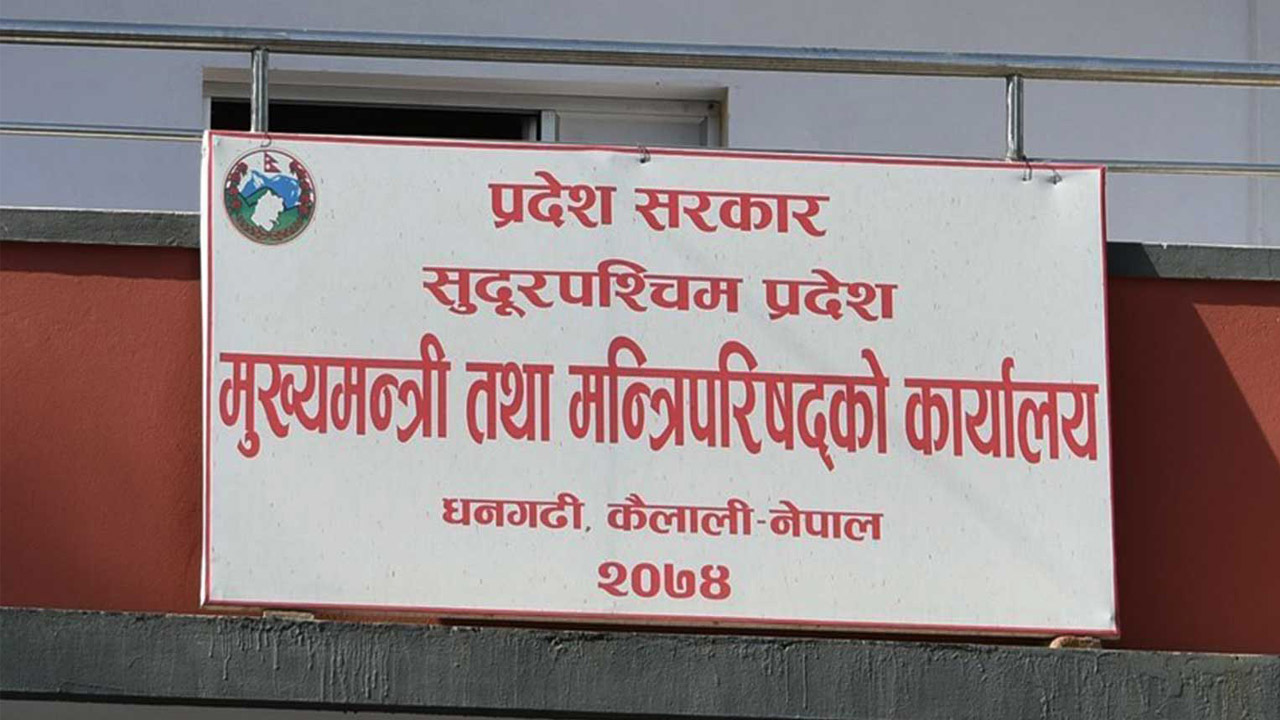 प्रदेश सरकार
सुदूरपश्चिम प्रदेश
मुख्यमन्त्री तथा मन्त्रिपरिषद्को कार्यालय
धनगढी, कैलाली-नेपाल
२०७४